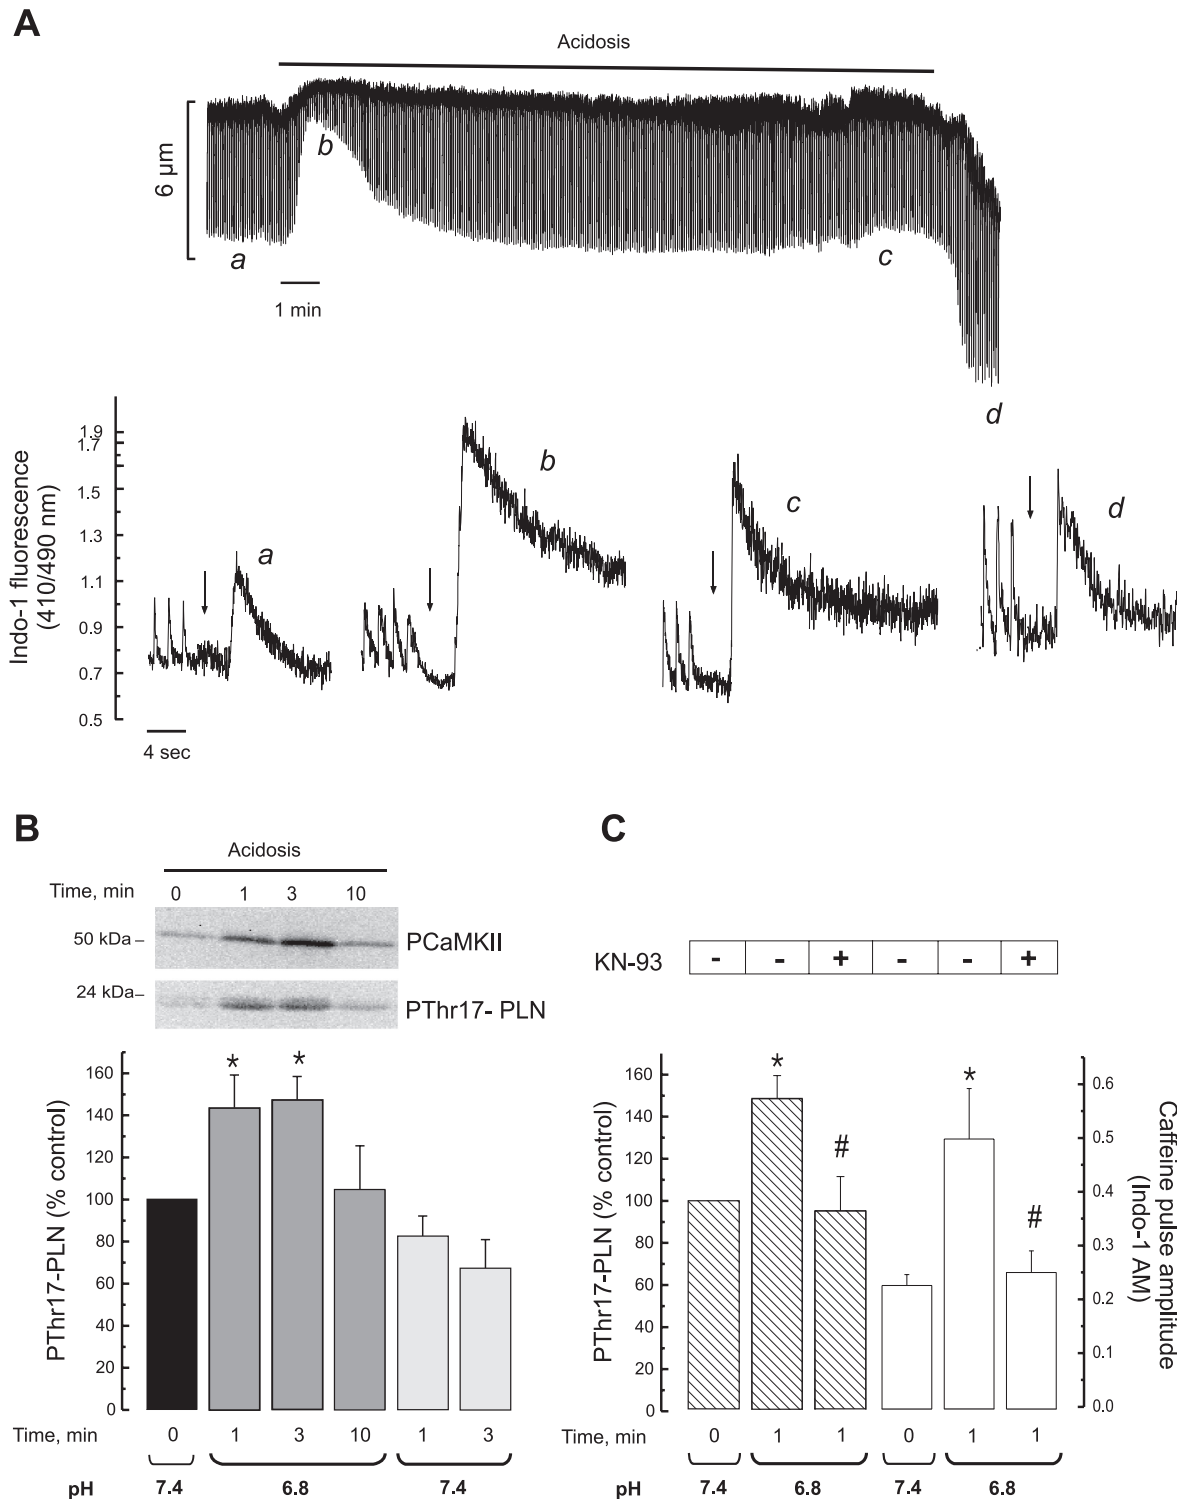 A
Acidosis
6 µm
a
b
c
d
1 min
Indo-1 fluorescence
(410/490 nm)
1.9
1.7
1.5
1.3
1.1
0.9
0.7
0.5
a
b
c
d
4 sec
B
Acidosis
Time, min 0 1 3 10
50 kDa
PCaMKII
24 kDa
PThr17- PLN
PThr17-PLN (% control)
160
140
120
100
80
60
40
20
0
* *
Time, min 0 1 3 10 1 3
pH 7.4 6.8 7.4
C
KN-93 - - + - - +
PThr17-PLN (% control)
160
140
120
100
80
60
40
20
0
* # * #
0.6
0.5
0.4
0.3
0.2
0.1
0.0
Caffeine pulse amplitude
(Indo-1 AM)
Time, min 0 1 1 0 1 1
pH 7.4 6.8 7.4 6.8